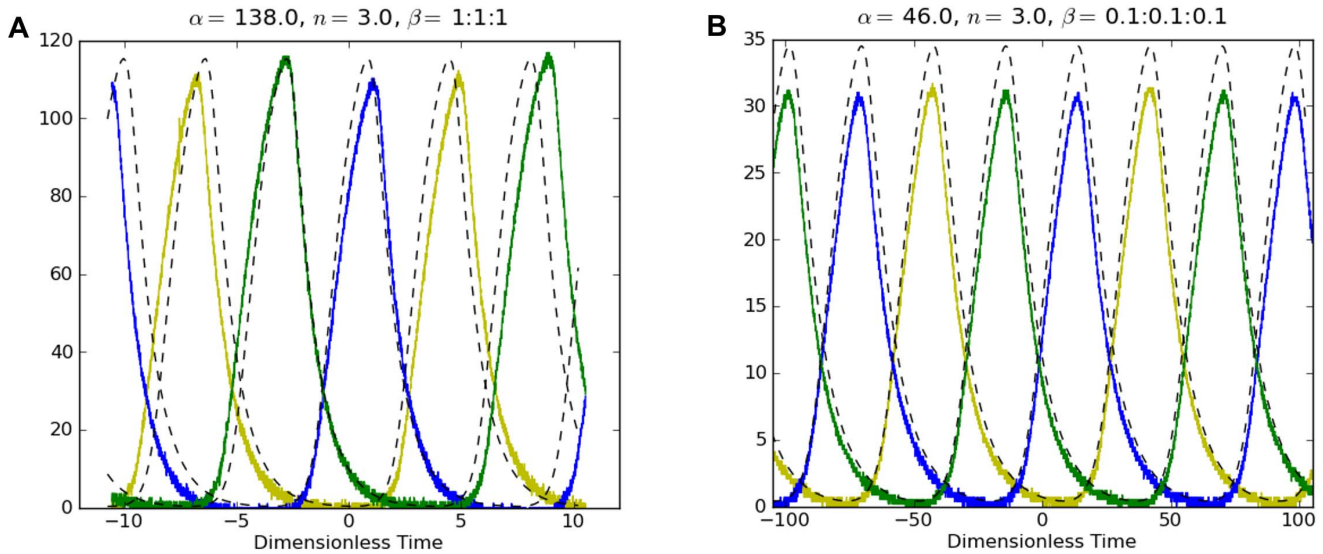 A
α = 138.0, n = 3.0, β = 1:1:1
120
100
80
60
40
20
0
−10 −5 0 5 10
Dimensionless Time
B
α = 46.0, n = 3.0, β = 0.1:0.1:0.1
35
30
25
20
15
10
5
0
−100 −50 0 50 100
Dimensionless Time